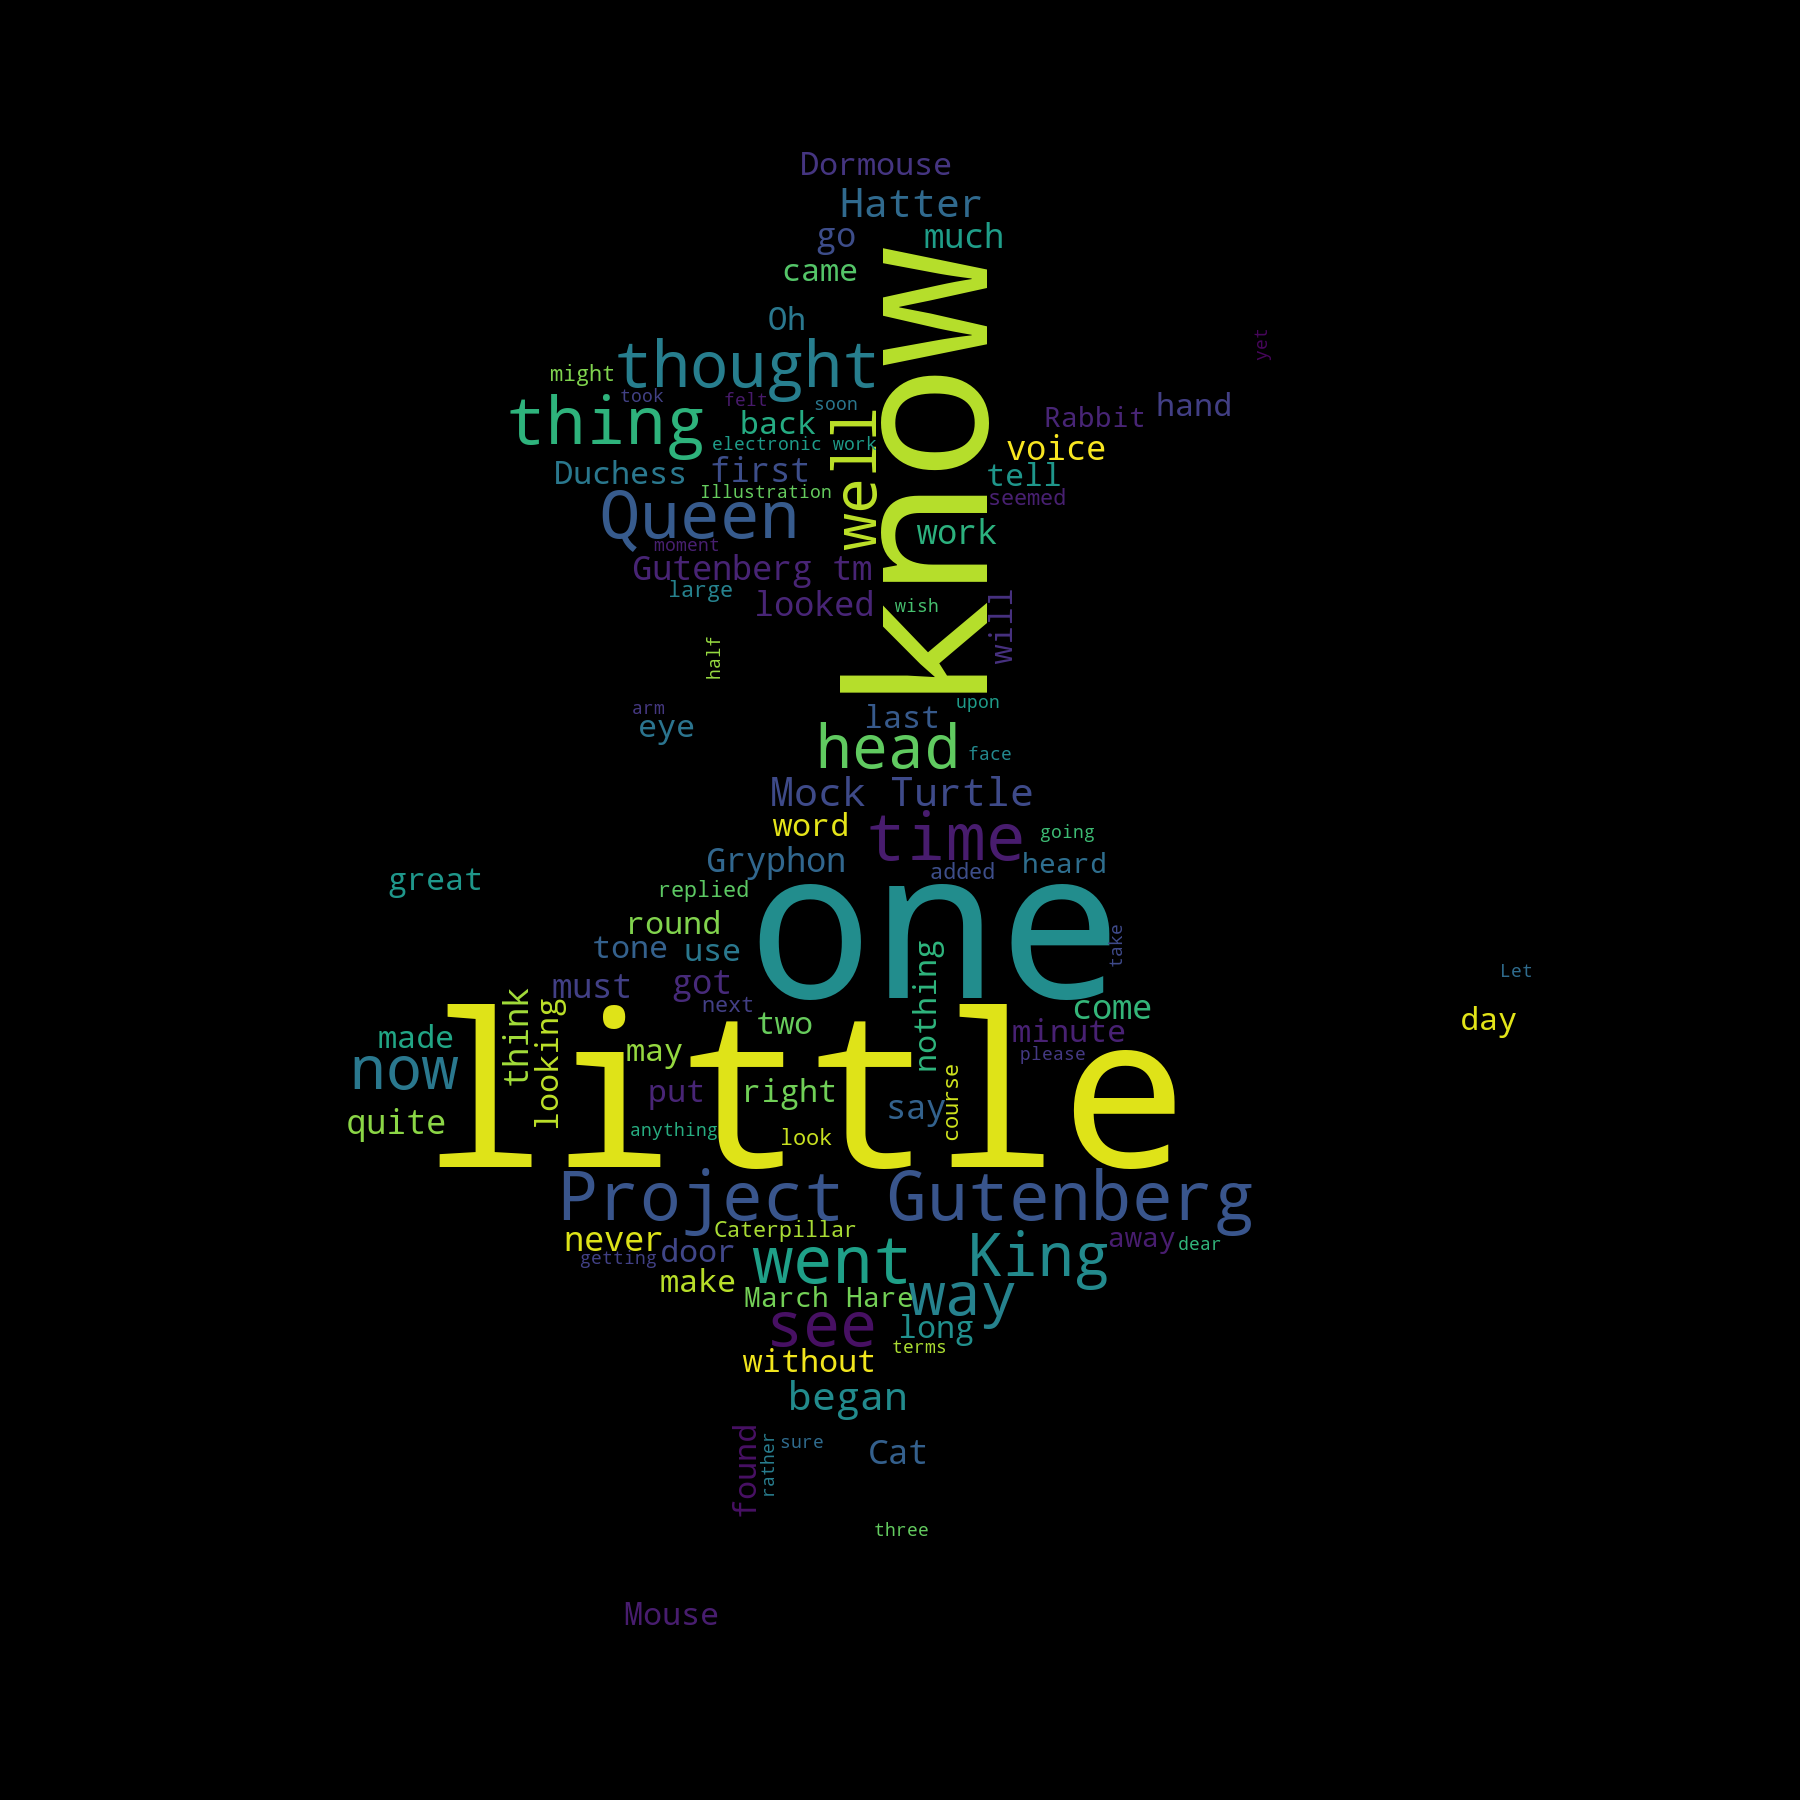 Dormouse
Hatter
go
much
came
know
Oh
yet
thought
might
took
felt
soon
thing
back
well
Rabbit
hand
electronic work
voice
Duchess
first
tell
Illustration
seemed
Queen
work
moment
Gutenberg tm
large
looked
wish
will
half
arm
eye
last
upon
head
face
Mock Turtle
word
time
going
Gryphon
added
heard
great
replied
one
round
tone
use
nothing
take
Let
must
got
think
looking
next
two
come
day
made
may
minute
now
little
please
put
right
course
say
quite
anything
look
Project Gutenberg
never
Caterpillar
away
dear
getting
door
went
King
make
March Hare
way
see
long
terms
without
began
found
rather
sure
Cat
three
Mouse